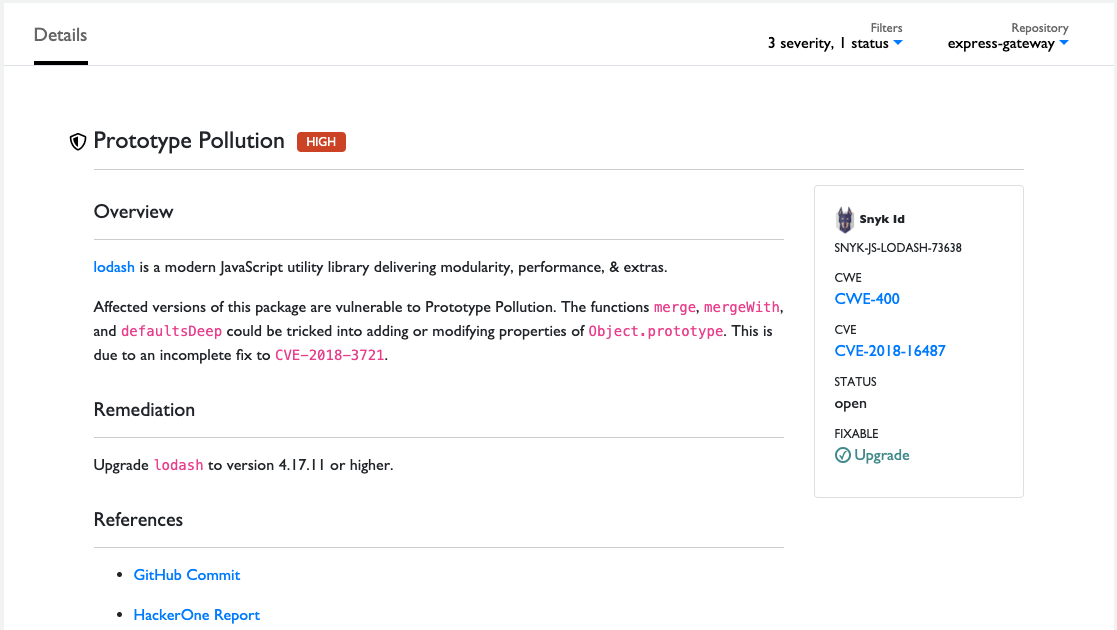 Details
Filters
3 severity, 1 status
Repository
express-gateway
Prototype Pollution HIGH
Overview
lodash is a modern JavaScript utility library delivering modularity, performance, & extras.
Affected versions of this package are vulnerable to Prototype Pollution. The functions merge, mergeWith,
and defaultsDeep could be tricked into adding or modifying properties of Object.prototype. This is
due to an incomplete fix to CVE-2018-3721.
Remediation
Upgrade lodash to version 4.17.11 or higher.
References
GitHub Commit
HackerOne Report
Snyk Id
SNYK-JS-LODASH-73638
CWE
CWE-400
CVE
CVE-2018-16487
STATUS
open
FIXABLE
Upgrade